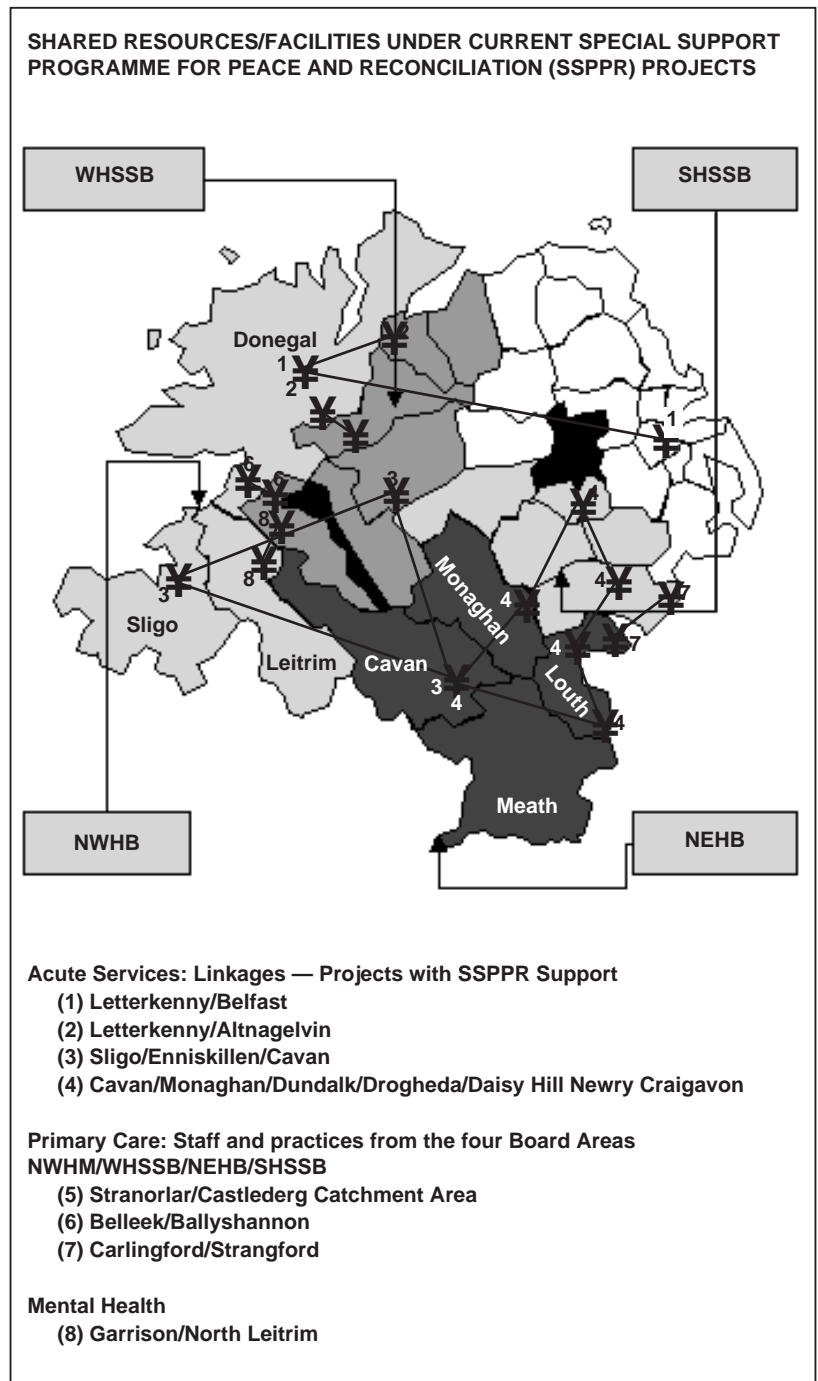 SHARED RESOURCES/FACILITIES UNDER CURRENT SPECIAL SUPPORT
PROGRAMME FOR PEACE AND RECONCILIATION (SSPPR) PROJECTS
WHSSB
SHSSB
2
Donegal
1
2
1
6
6
3
4
8
Monaghan
4
4
7
3
8
Sligo
Leitrim
Cavan
3
4
4
7
Louth
4
Meath
NWHB
NEHB
Acute Services: Linkages — Projects with SSPPR Support
(1) Letterkenny/Belfast
(2) Letterkenny/Altnagelvin
(3) Sligo/Enniskillen/Cavan
(4) Cavan/Monaghan/Dundalk/Drogheda/Daisy Hill Newry Craigavon
Primary Care: Staff and practices from the four Board Areas
NWHM/WHSSB/NEHB/SHSSB
(5) Stranorlar/Castlederg Catchment Area
(6) Belleek/Ballyshannon
(7) Carlingford/Strangford
Mental Health
(8) Garrison/North Leitrim